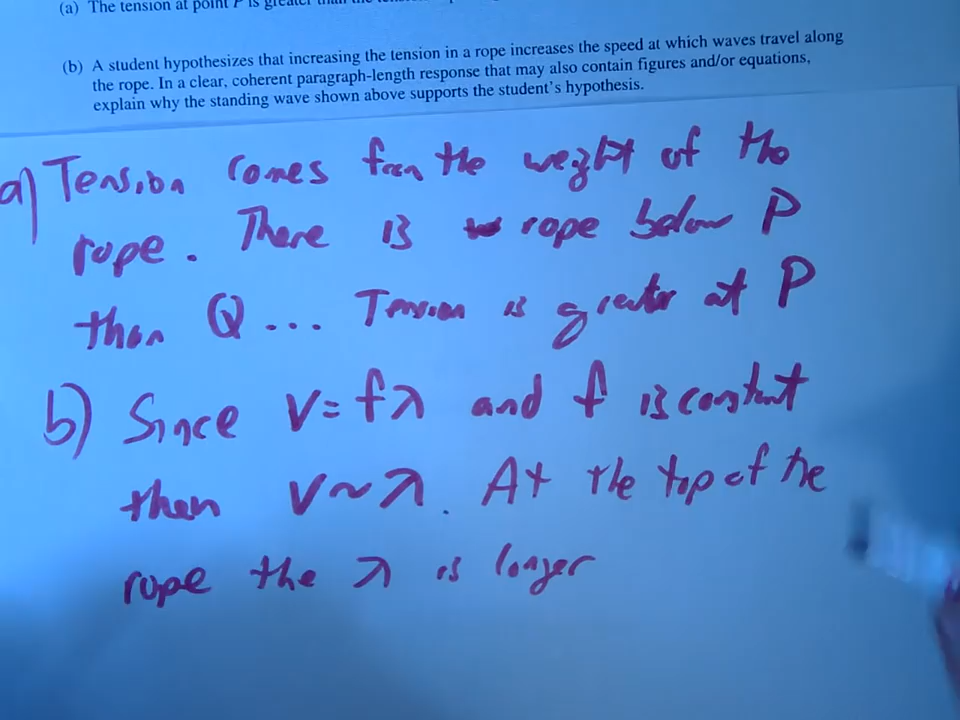 (a) The tension at point P is greater than the
(b) A student hypothesizes that increasing the tension in a rope increases the speed at which waves travel along
the rope. In a clear, coherent paragraph-length response that may also contain figures and/or equations,
explain why the standing wave shown above supports the student's hypothesis.
a) Tension comes from the weight of the
rope. There is rope below P
than Q... Tension is greater at P
b) Since V=fλ and f is constant
then V~λ. At the top of the
rope the λ is longer